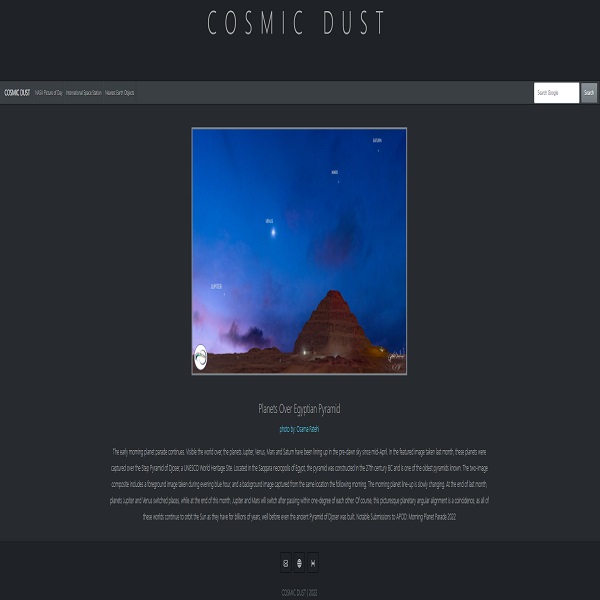 COSMIC DUST
COSMIC DUST NASA Picture of Day International Space Station Nearest Earth Objects Search Google Search
SATURN
MARS
VENUS
JUPITER
Planets Over Egyptian Pyramid
photo by: Osama Fatehi
The early morning planet parade continues. Visible the world over, the planets Jupiter, Venus, Mars and Saturn have been lining up in the pre-dawn sky since mid-April. In the featured image taken last month, these planets were
captured over the Step Pyramid of Djoser, a UNESCO World Heritage Site. Located in the Saqqara necropolis of Egypt, the pyramid was constructed in the 27th century BC and is one of the oldest pyramids known. The two-image
composite includes a foreground image taken during evening blue hour, and a background image captured from the same location the following morning. The morning planet line-up is slowly changing. At the end of last month,
planets Jupiter and Venus switched places, while at the end of this month, Jupiter and Mars will switch after passing within one-degree of each other. Of course, this picturesque planetary angular alignment is a coincidence, as all of
these worlds continue to orbit the Sun as they have for billions of years, well before even the ancient Pyramid of Djoser was built. Notable Submissions to APOD: Morning Planet Parade 2022
COSMIC DUST | 2022